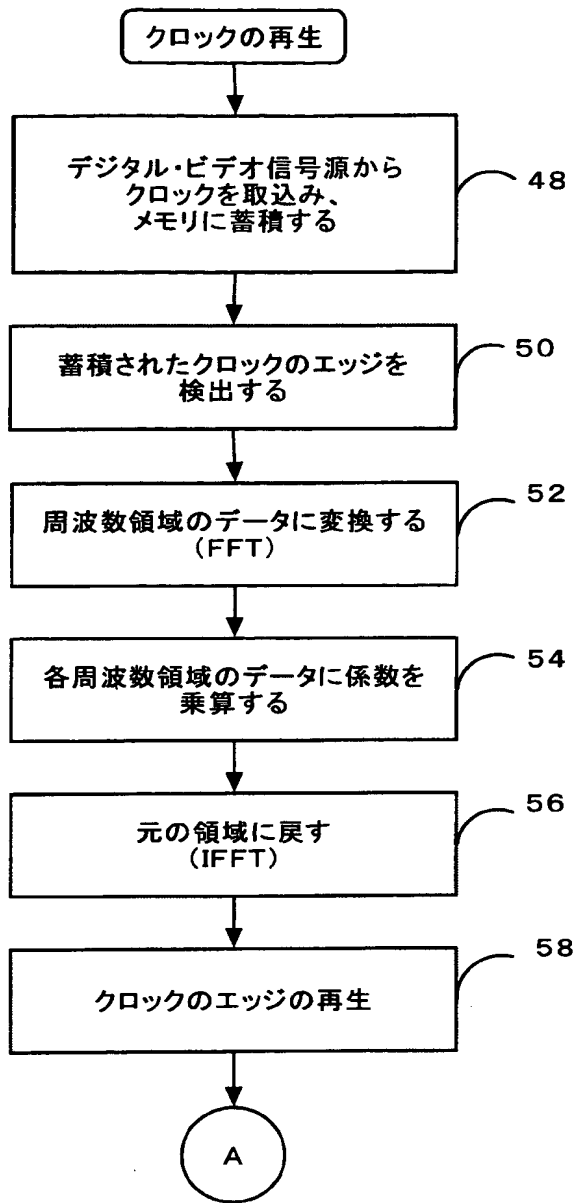 クロックの再生
デジタル・ビデオ信号源から
クロックを取込み、
メモリに蓄積する
48
蓄積されたクロックのエッジを
検出する
50
周波数領域のデータに変換する
(FFT)
52
各周波数領域のデータに係数を
乗算する
54
元の領域に戻す
(IFFT)
56
クロックのエッジの再生
58
A